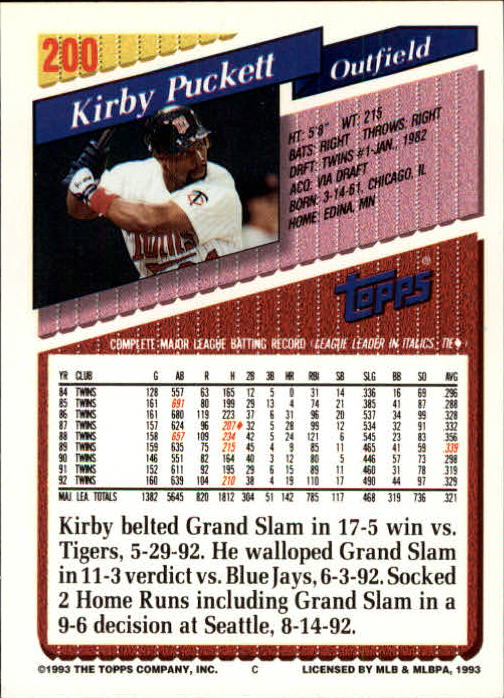 200
Kirby Puckett
Outfield
HT: 5'8" WT: 215
BATS: RIGHT THROWS: RIGHT
DRFT: TWINS #1-JAN., 1982
ACQ: VIA DRAFT
BORN: 3-14-61, CHICAGO, IL
HOME: EDINA, MN
TWINS
Topps ®
COMPLETE MAJOR LEAGUE BATTING RECORD (LEAGUE LEADER IN ITALICS, TIE♦)
YR CLUB G AB R H 2B 3B HR RBI SB SLG BB SO AVG
84 TWINS 128 557 63 165 12 5 0 31 14 .336 16 69 .296
85 TWINS 161 691 80 199 29 13 4 74 21 .385 41 87 .288
86 TWINS 161 680 119 223 37 6 31 96 20 .537 34 99 .328
87 TWINS 157 624 96 207♦ 32 5 28 99 12 .534 32 91 .332
88 TWINS 158 657 109 234 42 5 24 121 6 .545 23 83 .356
89 TWINS 159 635 75 215 45 4 9 85 11 .465 41 59 .339
90 TWINS 146 551 82 164 40 3 12 80 5 .446 57 73 .298
91 TWINS 152 611 92 195 29 6 15 89 11 .460 31 78 .319
92 TWINS 160 639 104 210 38 4 19 110 17 .490 44 97 .329
MAJ. LEA. TOTALS 1382 5645 820 1812 304 51 142 785 117 .468 319 736 .321
Kirby belted Grand Slam in 17-5 win vs.
Tigers, 5-29-92. He walloped Grand Slam
in 11-3 verdict vs. Blue Jays, 6-3-92. Socked
2 Home Runs including Grand Slam in a
9-6 decision at Seattle, 8-14-92.
©1993 THE TOPPS COMPANY, INC. C LICENSED BY MLB & MLBPA, 1993